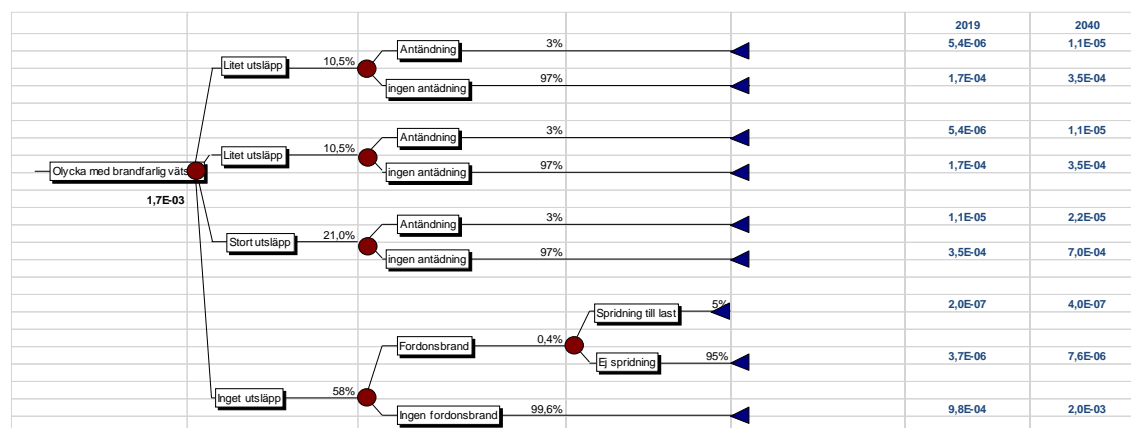 2019 2040
Antändning 3% 5,4E-06 1,1E-05
Litet utsläpp 10,5%
ingen antädning 97% 1,7E-04 3,5E-04
Antändning 3% 5,4E-06 1,1E-05
Litet utsläpp 10,5%
Olycka med brandfarlig väts ingen antädning 97% 1,7E-04 3,5E-04
1,7E-03
Antändning 3% 1,1E-05 2,2E-05
Stort utsläpp 21,0%
ingen antädning 97% 3,5E-04 7,0E-04
Spridning till last 5% 2,0E-07 4,0E-07
Fordonsbrand 0,4%
Ej spridning 95% 3,7E-06 7,6E-06
Inget utsläpp 58%
Ingen fordonsbrand 99,6% 9,8E-04 2,0E-03